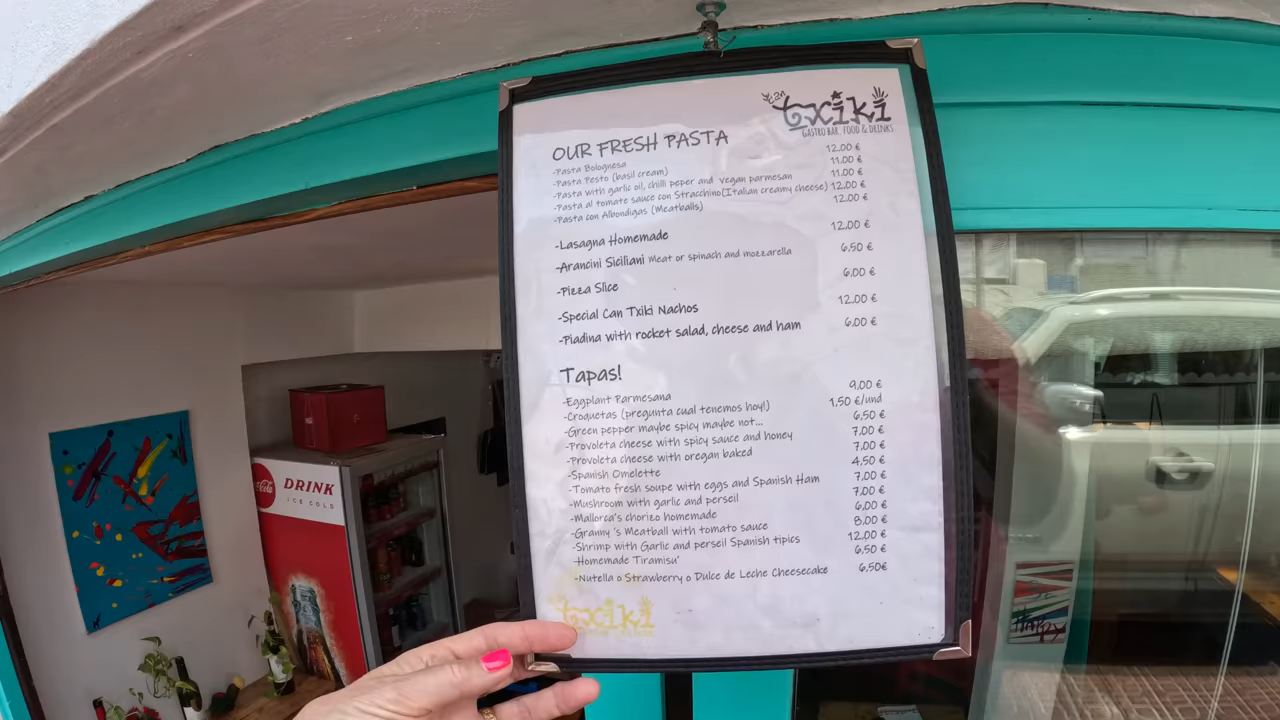 Can
txiki
GASTRO BAR, FOOD & DRINKS
OUR FRESH PASTA
-Pasta Bolognesa 12.00 €
-Pasta Pesto (basil cream) 11.00 €
-Pasta with garlic oil, chilli peper and vegan parmesan 11.00 €
-Pasta al tomate sauce con Stracchino(Italian creamy cheese) 12.00 €
-Pasta con Albondigas (Meatballs) 12.00 €
-Lasagna Homemade 12.00 €
-Arancini Siciliani meat or spinach and mozzarella 6.50 €
-Pizza Slice 6.00 €
-Special Can Txiki Nachos 12.00 €
-Piadina with rocket salad, cheese and ham 6.00 €
Tapas!
-Eggplant Parmesana 9,00 €
-Croquetas (pregunta cual tenemos hoy!) 1.50 €/und
-Green pepper maybe spicy maybe not... 6,50 €
-Provoleta cheese with spicy sauce and honey 7.00 €
-Provoleta cheese with oregan baked 7.00 €
-Spanish Omelette 4,50 €
-Tomato fresh soupe with eggs and Spanish Ham 7.00 €
-Mushroom with garlic and perseil 7.00 €
-Mallorca's chorizo homemade 6,00 €
-Granny 's Meatball with tomato sauce 8.00 €
-Shrimp with Garlic and perseil Spanish tipics 12.00 €
-Homemade Tiramisu' 6,50 €
-Nutella o Strawberry o Dulce de Leche Cheesecake 6,50€
txiki
Coca-Cola
DRINK
ICE COLD
Happy